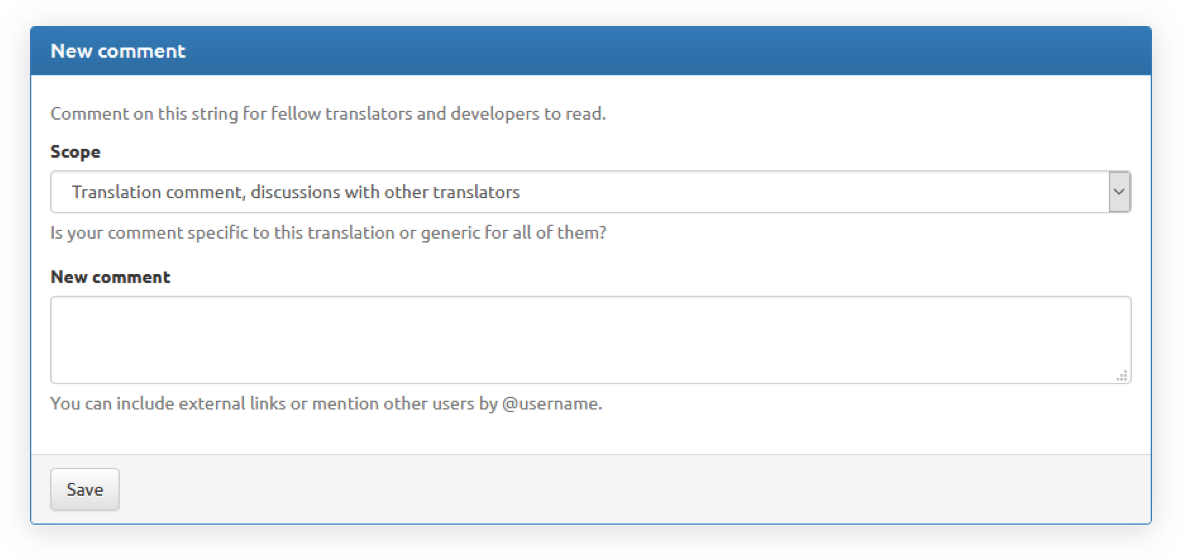 New comment
Comment on this string for fellow translators and developers to read.
Scope
Translation comment, discussions with other translators
Is your comment specific to this translation or generic for all of them?
New comment
You can include external links or mention other users by @username.
Save